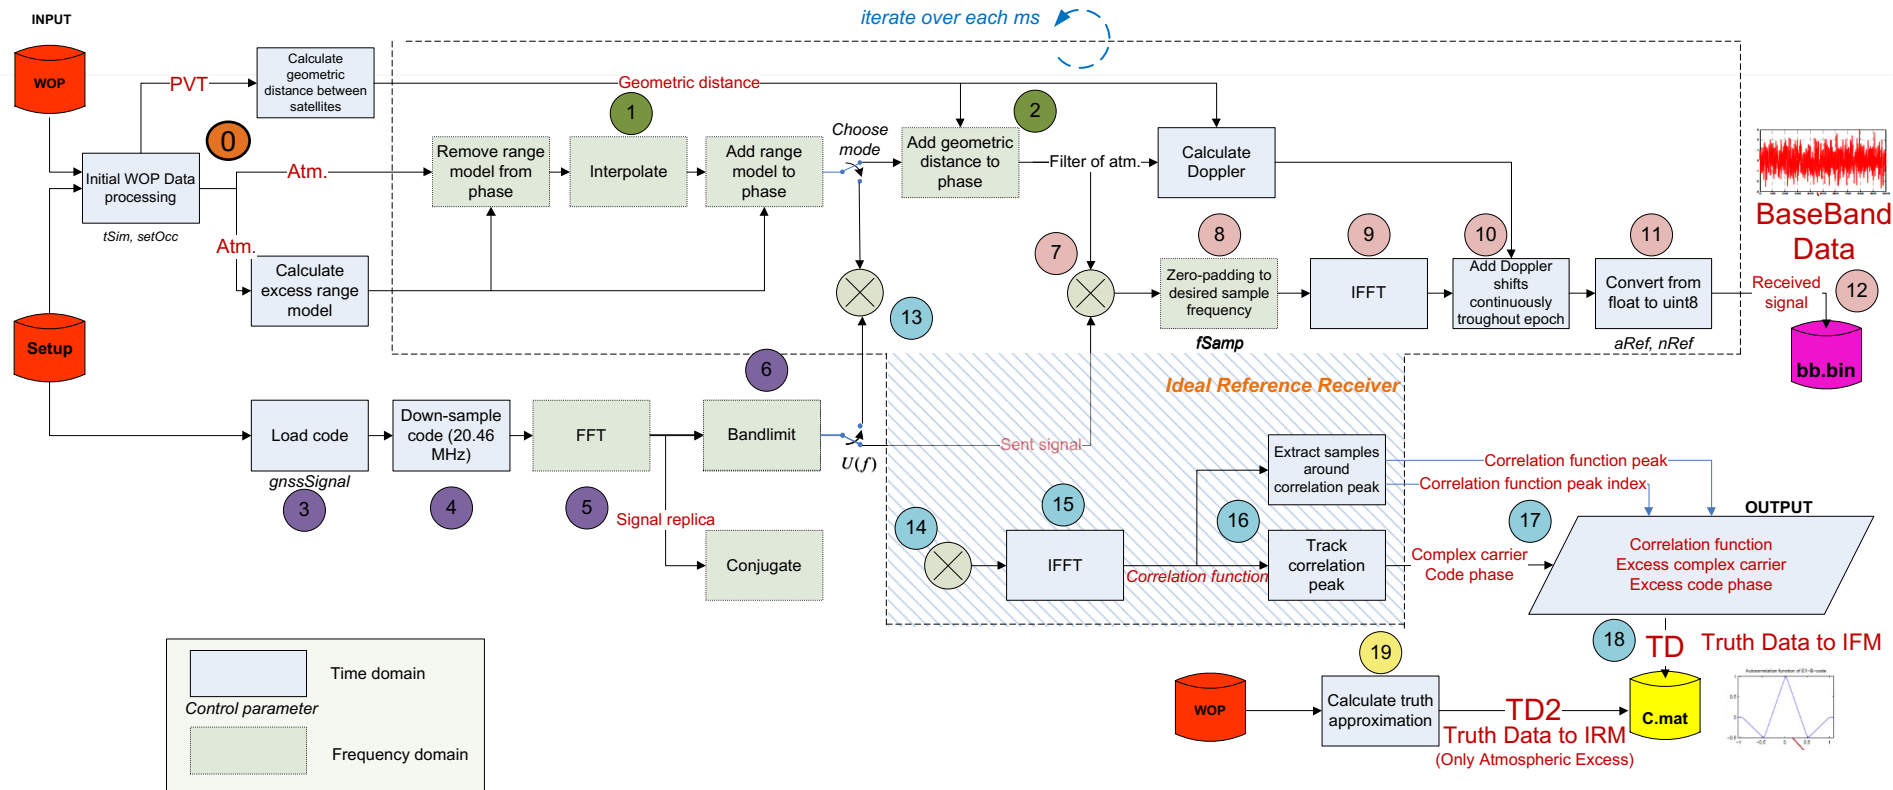 INPUT
iterate over each ms
WOP
PVT
Calculate
geometric
distance between
satellites
Geometric distance
0
1
2
Initial WOP Data
processing
tSim, setOcc
Atm.
Atm.
Remove range
model from
phase
Interpolate
Add range
model to
phase
Choose
mode
Add geometric
distance to
phase
Filter of atm.
Calculate
Doppler
BaseBand
Data
Calculate
excess range
model
13
7
8
9
10
11
12
Zero-padding to
desired sample
frequency
fSamp
IFFT
Add Doppler
shifts
continuously
troughout epoch
Convert from
float to uint8
aRef, nRef
Received
signal
bb.bin
Setup
Ideal Reference Receiver
Load code
gnssSignal
3
Down-sample
code (20.46
MHz)
4
FFT
5
6
Bandlimit
U(f)
Sent signal
Signal replica
Conjugate
14
15
IFFT
16
Correlation function
Extract samples
around
correlation peak
Track
correlation
peak
Correlation function peak
Correlation function peak index
17
Complex carrier
Code phase
OUTPUT
Correlation function
Excess complex carrier
Excess code phase
18
TD
Truth Data to IFM
19
WOP
Calculate truth
approximation
TD2
Truth Data to IRM
(Only Atmospheric Excess)
C.mat
Autocorrelation function of E1-B-code
Time domain
Control parameter
Frequency domain